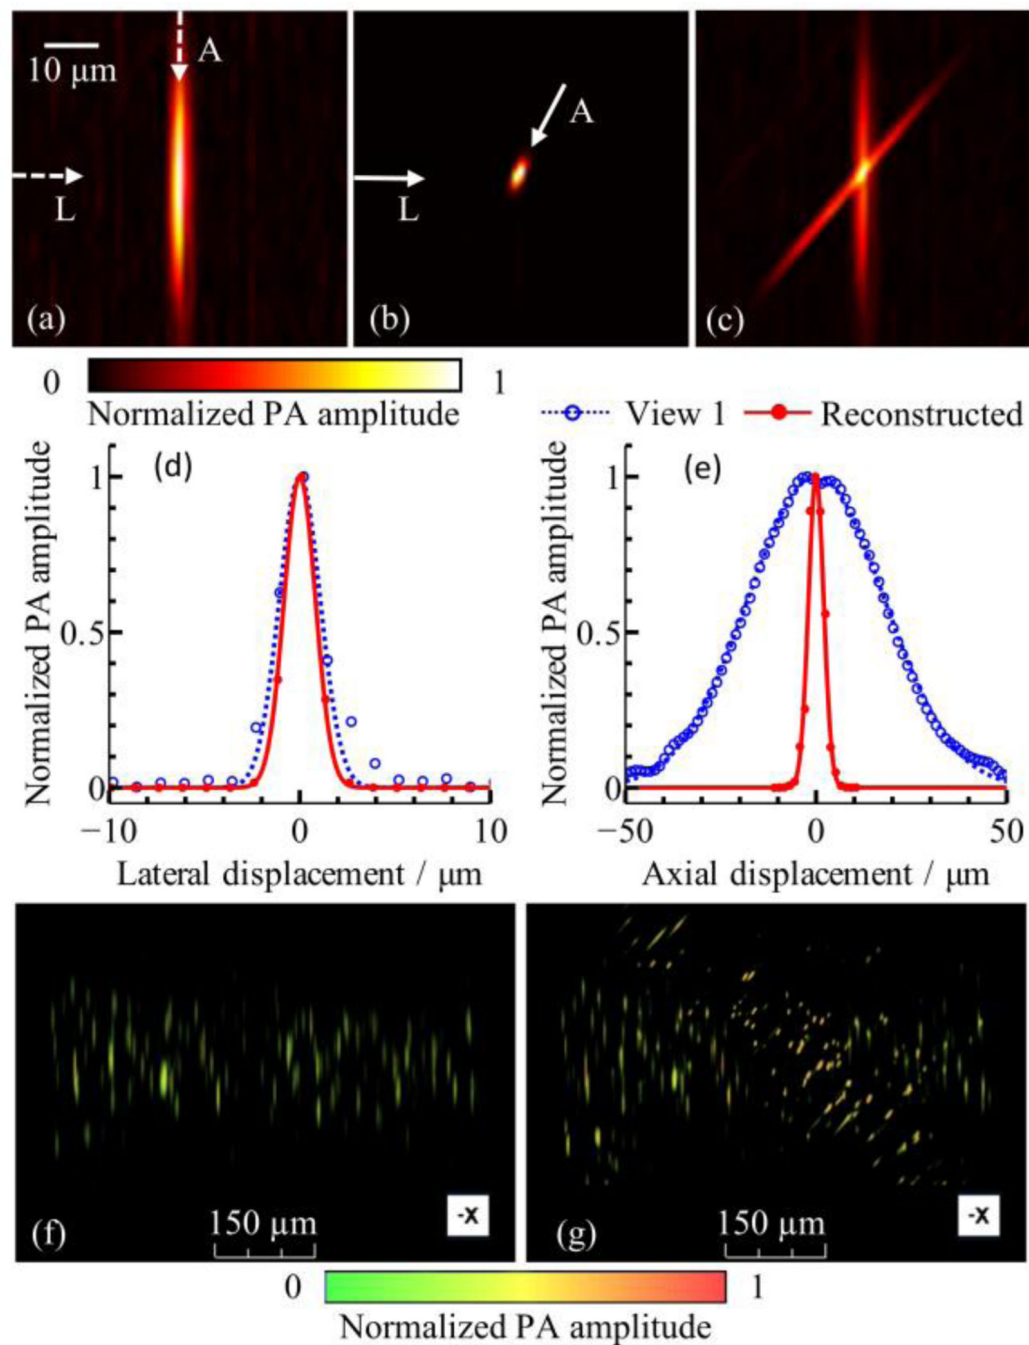 A
10 μm
L
(a)
A
L
(b)
(c)
0 1
Normalized PA amplitude
View 1 Reconstructed
(d)
Normalized PA amplitude
1
0.5
0
−10 0 10
Lateral displacement / μm
(e)
Normalized PA amplitude
1
0.5
0
−50 0 50
Axial displacement / μm
(f)
150 μm
-X
(g)
150 μm
-X
0 1
Normalized PA amplitude